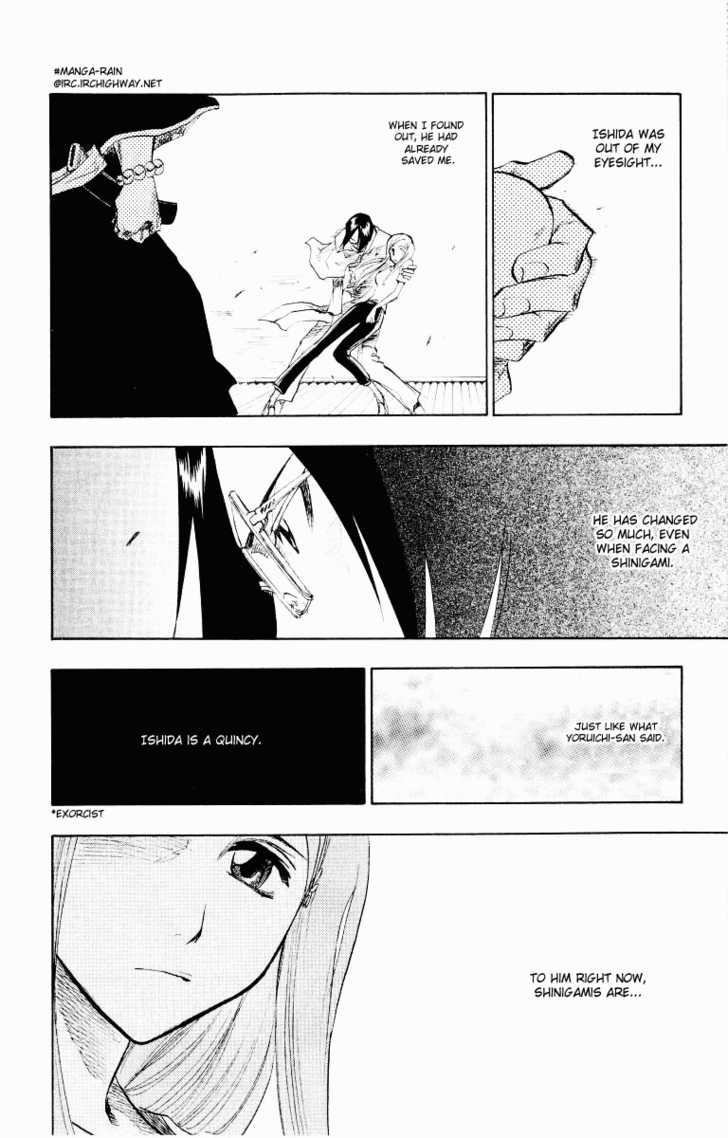 #MANGA-RAIN
@IRC.IRCHIGHWAY.NET
ISHIDA WAS
OUT OF MY
EYESIGHT...
WHEN I FOUND
OUT, HE HAD
ALREADY
SAVED ME.
HE HAS CHANGED
SO MUCH, EVEN
WHEN FACING A
SHINIGAMI.
JUST LIKE WHAT
YORUICHI-SAN SAID.
ISHIDA IS A QUINCY.
*EXORCIST
TO HIM RIGHT NOW,
SHINIGAMIS ARE...